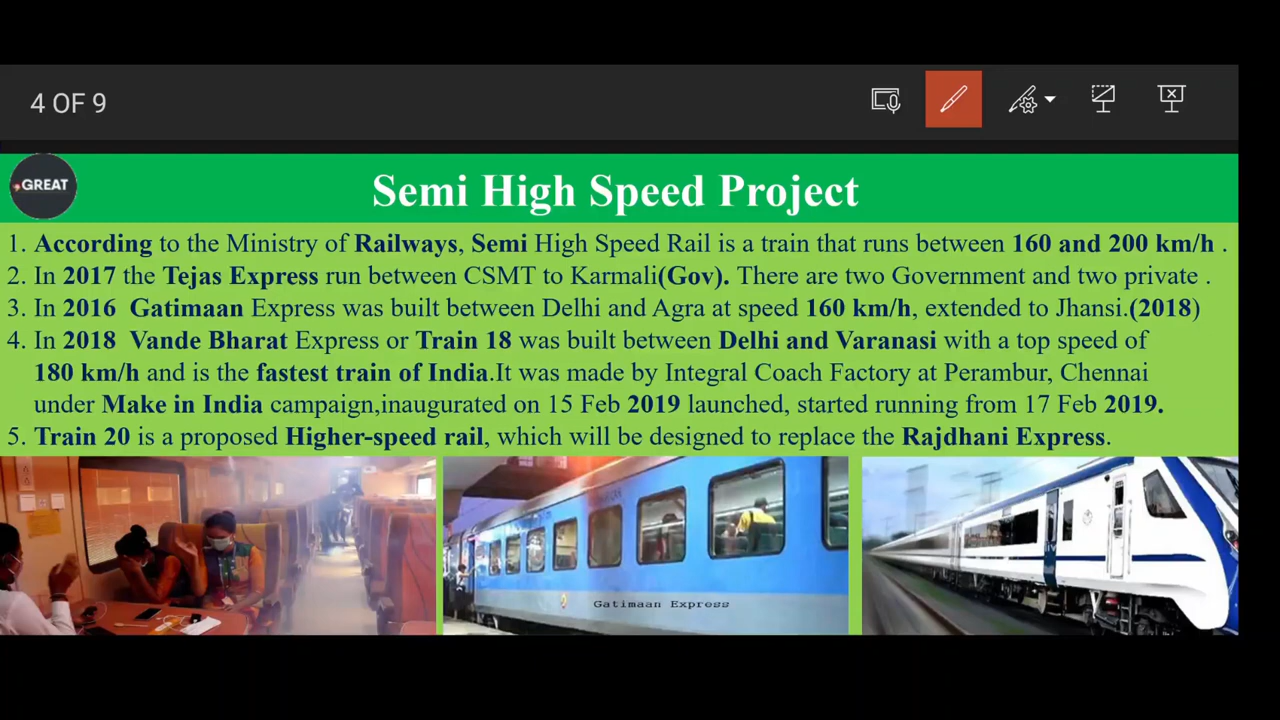 4 OF 9
GREAT
Semi High Speed Project
1. According to the Ministry of Railways, Semi High Speed Rail is a train that runs between 160 and 200 km/h .
2. In 2017 the Tejas Express run between CSMT to Karmali(Gov). There are two Government and two private .
3. In 2016 Gatimaan Express was built between Delhi and Agra at speed 160 km/h, extended to Jhansi.(2018)
4. In 2018 Vande Bharat Express or Train 18 was built between Delhi and Varanasi with a top speed of
180 km/h and is the fastest train of India.It was made by Integral Coach Factory at Perambur, Chennai
under Make in India campaign,inaugurated on 15 Feb 2019 launched, started running from 17 Feb 2019.
5. Train 20 is a proposed Higher-speed rail, which will be designed to replace the Rajdhani Express.
Gatimaan Express